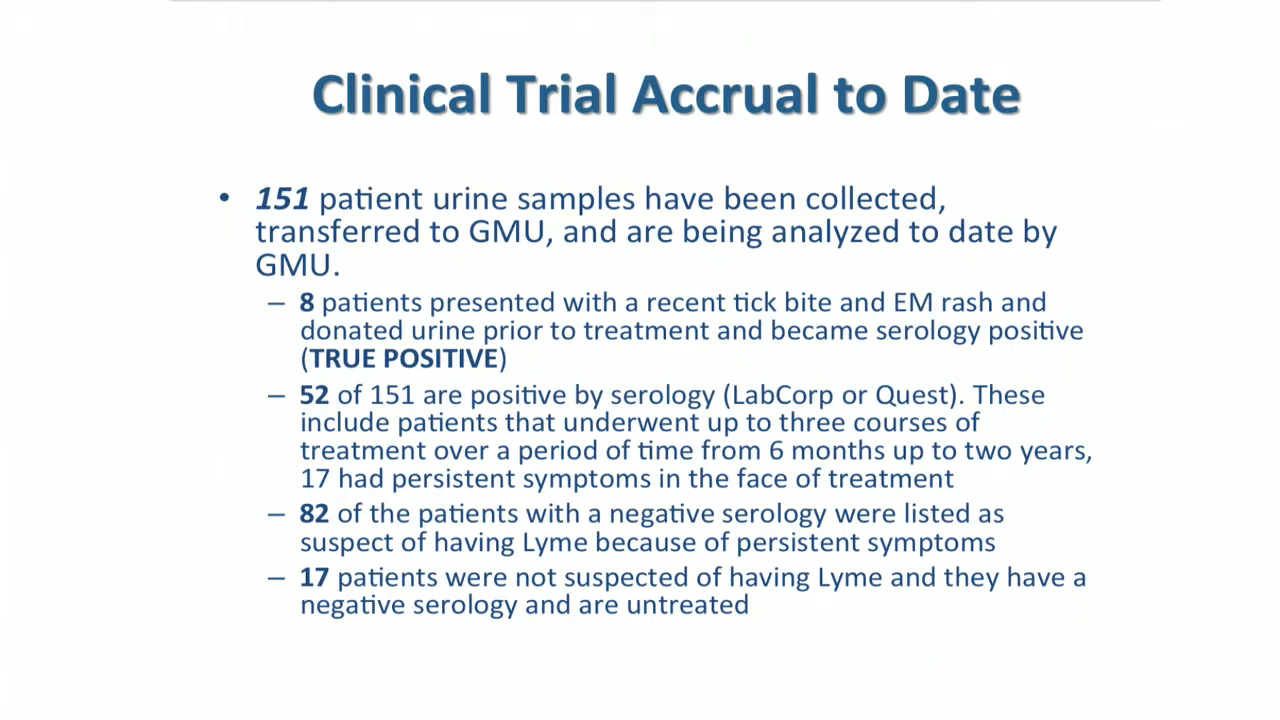 Clinical Trial Accrual to Date
• 151 patient urine samples have been collected,
transferred to GMU, and are being analyzed to date by
GMU.
– 8 patients presented with a recent tick bite and EM rash and
donated urine prior to treatment and became serology positive
(TRUE POSITIVE)
– 52 of 151 are positive by serology (LabCorp or Quest). These
include patients that underwent up to three courses of
treatment over a period of time from 6 months up to two years,
17 had persistent symptoms in the face of treatment
– 82 of the patients with a negative serology were listed as
suspect of having Lyme because of persistent symptoms
– 17 patients were not suspected of having Lyme and they have a
negative serology and are untreated